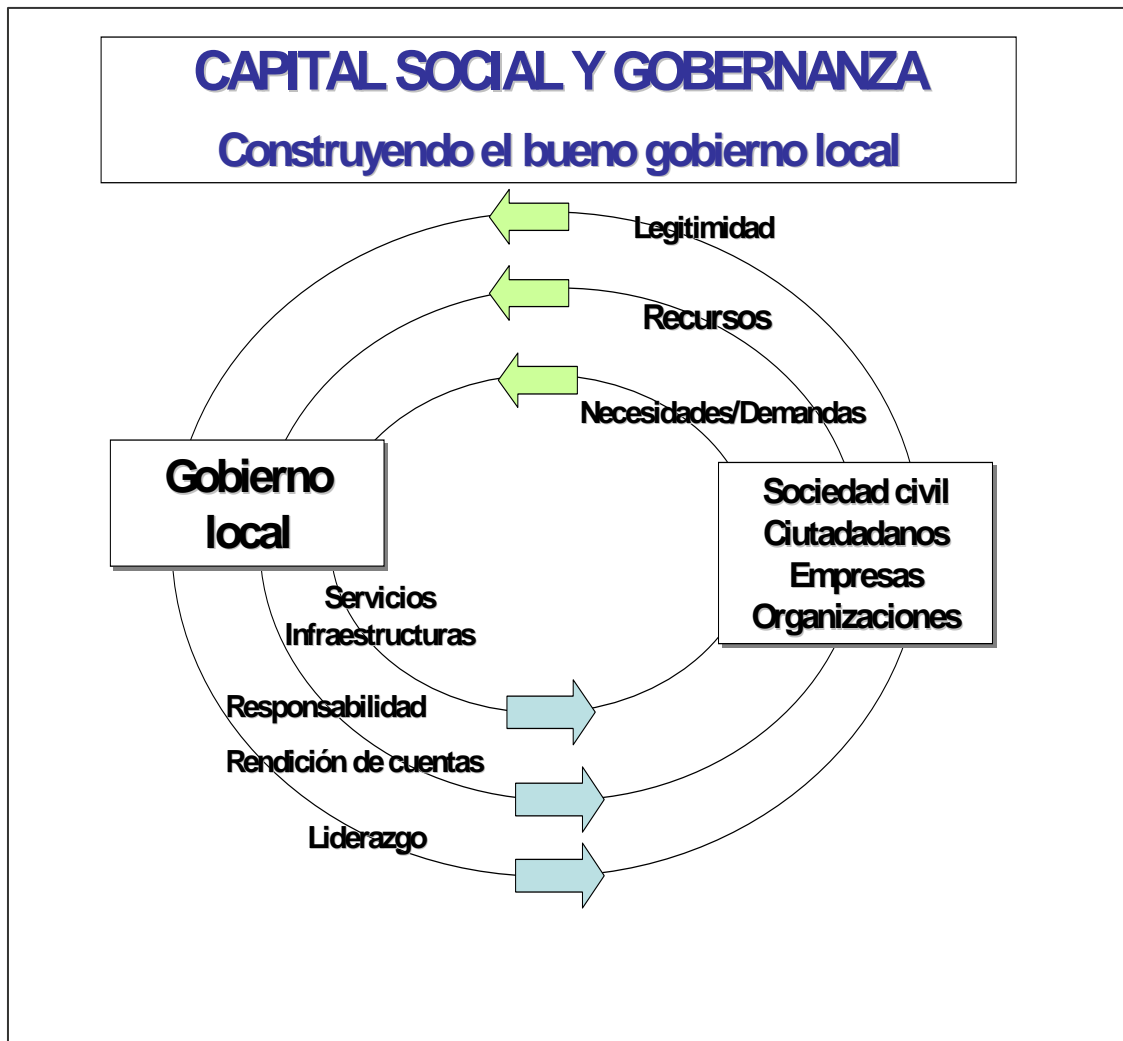 CAPITAL SOCIAL Y GOBERNANZA
Construyendo el bueno gobierno local
Legitimidad
Recursos
Necesidades/Demandas
Gobierno
local
Sociedad civil
Ciutadadanos
Empresas
Organizaciones
Servicios
Infraestructuras
Responsabilidad
Rendición de cuentas
Liderazgo